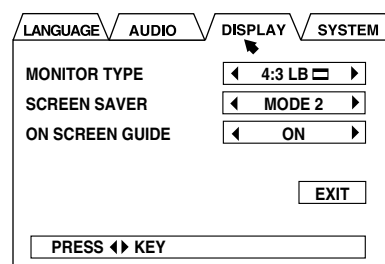 LANGUAGE AUDIO DISPLAY SYSTEM
MONITOR TYPE 4:3 LB
SCREEN SAVER MODE 2
ON SCREEN GUIDE ON
EXIT
PRESS ◀▶ KEY